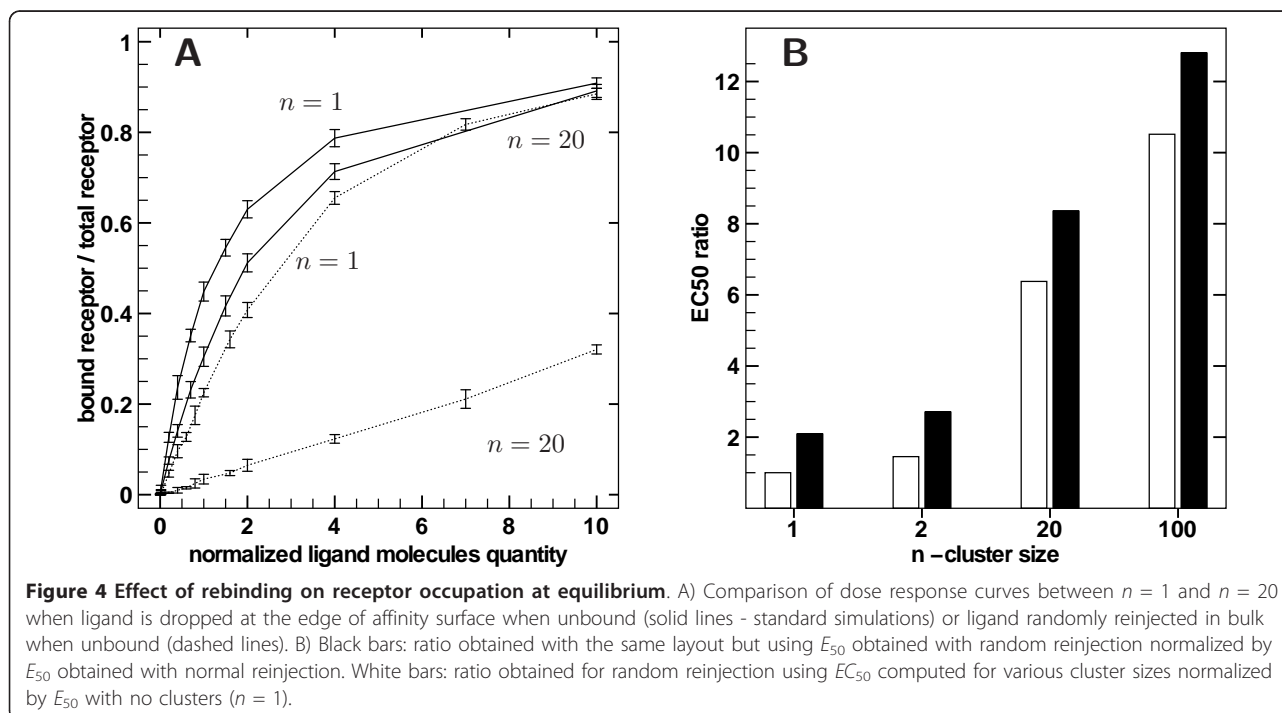 A
1
0.8
0.6
0.4
0.2
0
bound receptor / total receptor
n = 1
n = 20
n = 1
n = 20
0 2 4 6 8 10
normalized ligand molecules quantity
B
12
10
8
6
4
2
EC50 ratio
1 2 20 100
n −cluster size
Figure 4 Effect of rebinding on receptor occupation at equilibrium. A) Comparison of dose response curves between n = 1 and n = 20
when ligand is dropped at the edge of affinity surface when unbound (solid lines - standard simulations) or ligand randomly reinjected in bulk
when unbound (dashed lines). B) Black bars: ratio obtained with the same layout but using E50 obtained with random reinjection normalized by
E50 obtained with normal reinjection. White bars: ratio obtained for random reinjection using EC50 computed for various cluster sizes normalized
by E50 with no clusters (n = 1).